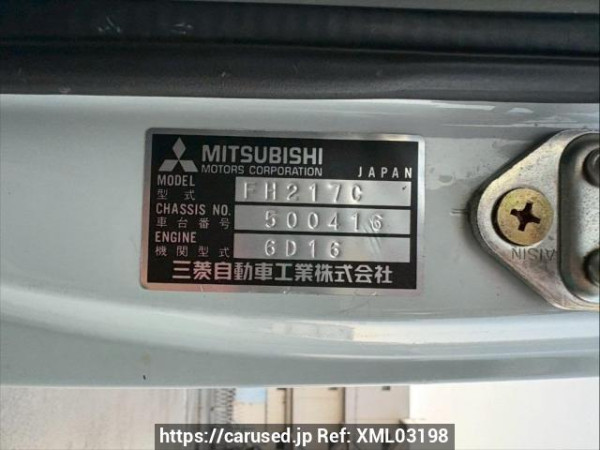 MITSUBISHI
MOTORS CORPORATION JAPAN
MODEL
型式 FH217C
CHASSIS NO.
車台番号 500416
ENGINE
機関型式 6D16
三菱自動車工業株式会社
AISIN
https://carused.jp Ref: XML03198